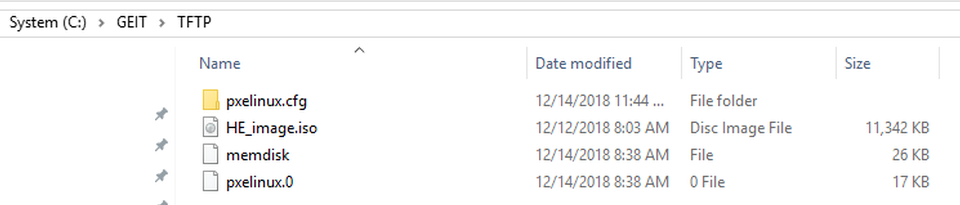 System (C:) > GEIT > TFTP
Name Date modified Type Size
pxelinux.cfg 12/14/2018 11:44 ... File folder
HE_image.iso 12/12/2018 8:03 AM Disc Image File 11,342 KB
memdisk 12/14/2018 8:38 AM File 26 KB
pxelinux.0 12/14/2018 8:38 AM 0 File 17 KB